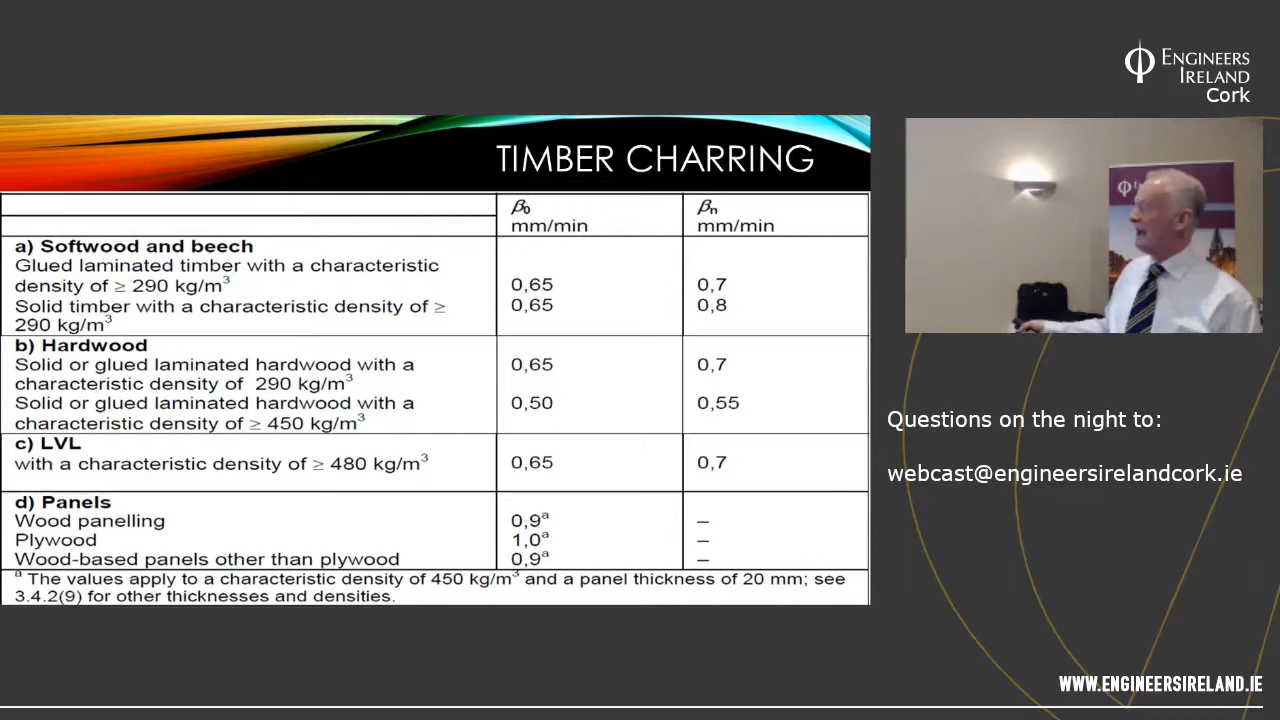 ENGINEERS
IRELAND
Cork
TIMBER CHARRING
β0
mm/min
βn
mm/min
a) Softwood and beech
Glued laminated timber with a characteristic
density of ≥ 290 kg/m3 0,65 0,7
Solid timber with a characteristic density of ≥ 0,65 0,8
290 kg/m3
b) Hardwood
Solid or glued laminated hardwood with a 0,65 0,7
characteristic density of 290 kg/m3
Solid or glued laminated hardwood with a 0,50 0,55
characteristic density of ≥ 450 kg/m3
c) LVL
with a characteristic density of ≥ 480 kg/m3 0,65 0,7
d) Panels
Wood panelling 0,9a –
Plywood 1,0a –
Wood-based panels other than plywood 0,9a –
a The values apply to a characteristic density of 450 kg/m3 and a panel thickness of 20 mm; see
3.4.2(9) for other thicknesses and densities.
Questions on the night to:
webcast@engineersirelandcork.ie
WWW.ENGINEERSIRELAND.IE